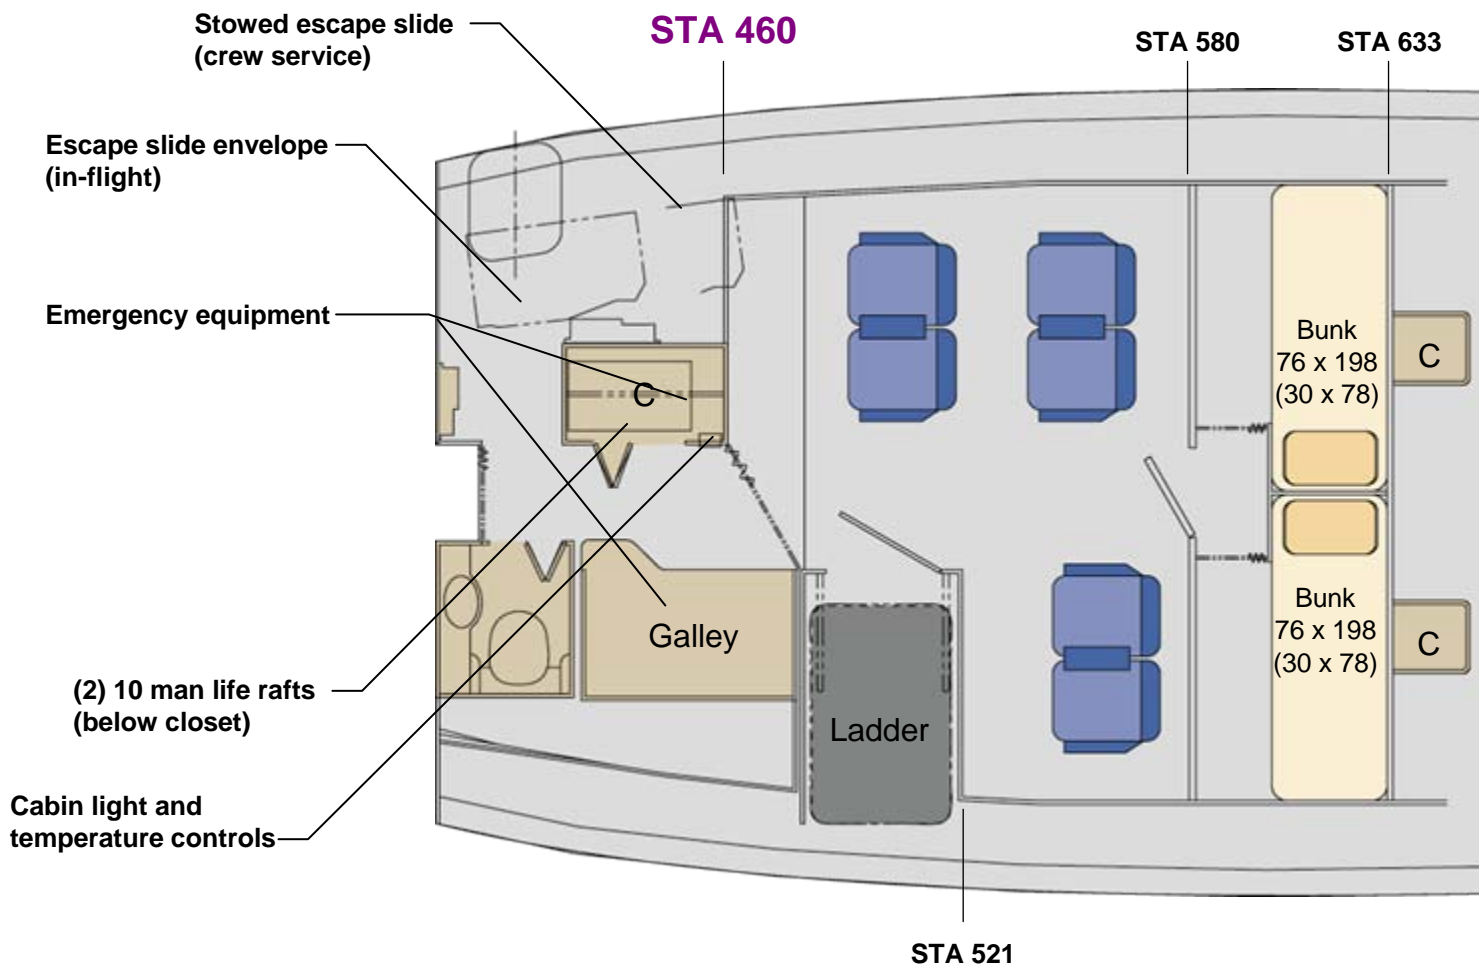 Stowed escape slide
(crew service)
STA 460
STA 580
STA 633
Escape slide envelope
(in-flight)
Emergency equipment
C
Bunk
76 x 198
(30 x 78)
C
Galley
Bunk
76 x 198
(30 x 78)
C
(2) 10 man life rafts
(below closet)
Ladder
Cabin light and
temperature controls
STA 521